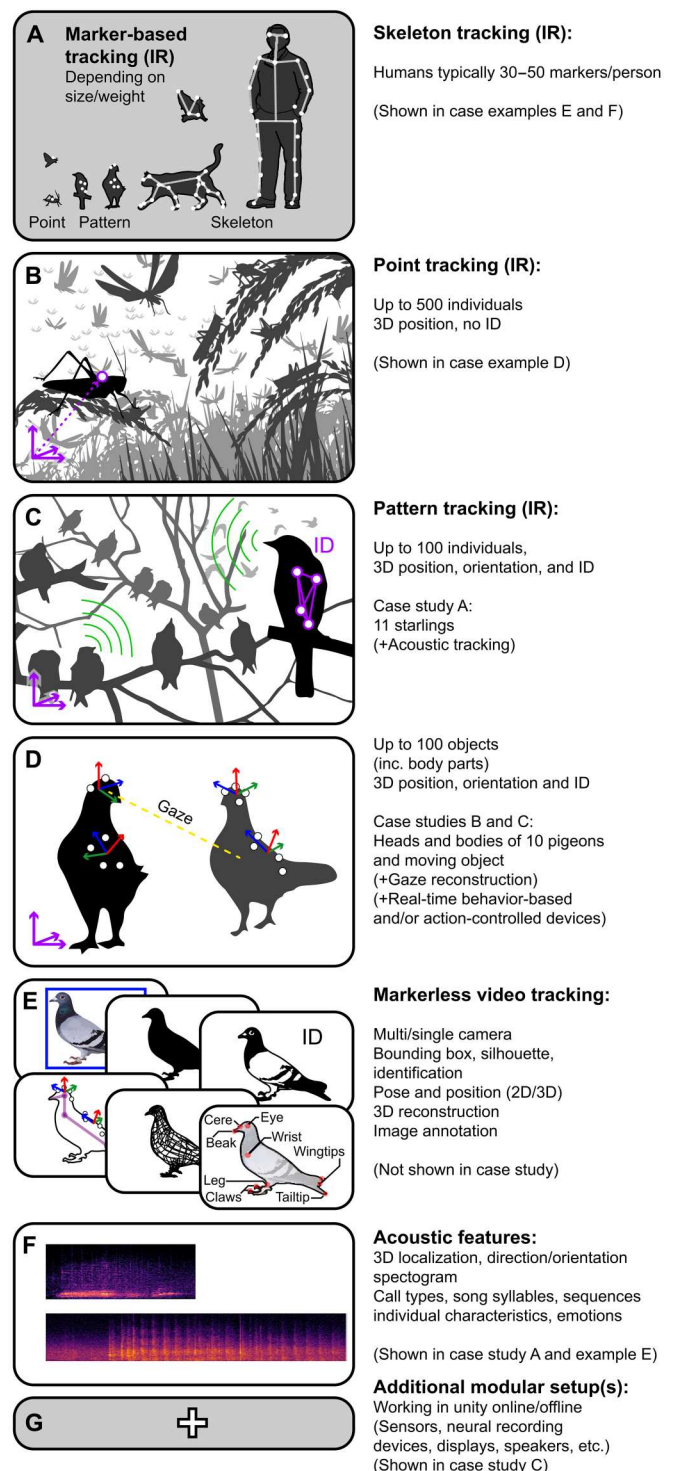 A
Marker-based
tracking (IR)
Depending on
size/weight
Point Pattern Skeleton
Skeleton tracking (IR):
Humans typically 30–50 markers/person
(Shown in case examples E and F)
B
Point tracking (IR):
Up to 500 individuals
3D position, no ID
(Shown in case example D)
C
ID
Pattern tracking (IR):
Up to 100 individuals,
3D position, orientation, and ID
Case study A:
11 starlings
(+Acoustic tracking)
D
Gaze
Up to 100 objects
(inc. body parts)
3D position, orientation and ID
Case studies B and C:
Heads and bodies of 10 pigeons
and moving object
(+Gaze reconstruction)
(+Real-time behavior-based
and/or action-controlled devices)
E
ID
Cere Eye
Beak Wrist
Wingtips
Leg
Claws Tailtip
Markerless video tracking:
Multi/single camera
Bounding box, silhouette,
identification
Pose and position (2D/3D)
3D reconstruction
Image annotation
(Not shown in case study)
F
Acoustic features:
3D localization, direction/orientation
spectogram
Call types, song syllables, sequences
individual characteristics, emotions
(Shown in case study A and example E)
G
Additional modular setup(s):
Working in unity online/offline
(Sensors, neural recording
devices, displays, speakers, etc.)
(Shown in case study C)